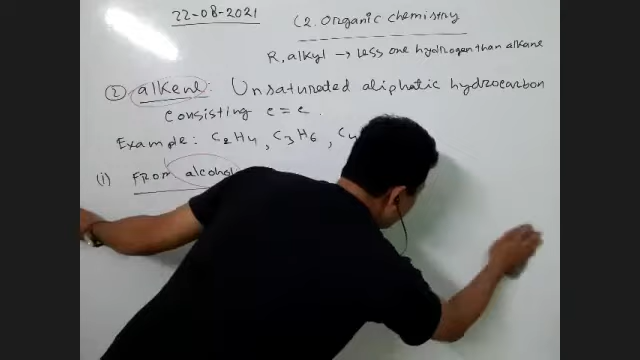 22-08-2021
C2. Organic chemistry
R, alkyl → Less one hydrogen than alkane
② alkene: Unsaturated aliphatic hydrocarbon
consisting c = c.
Example: C2H4, C3H6, C4
(i) FROM alcohol